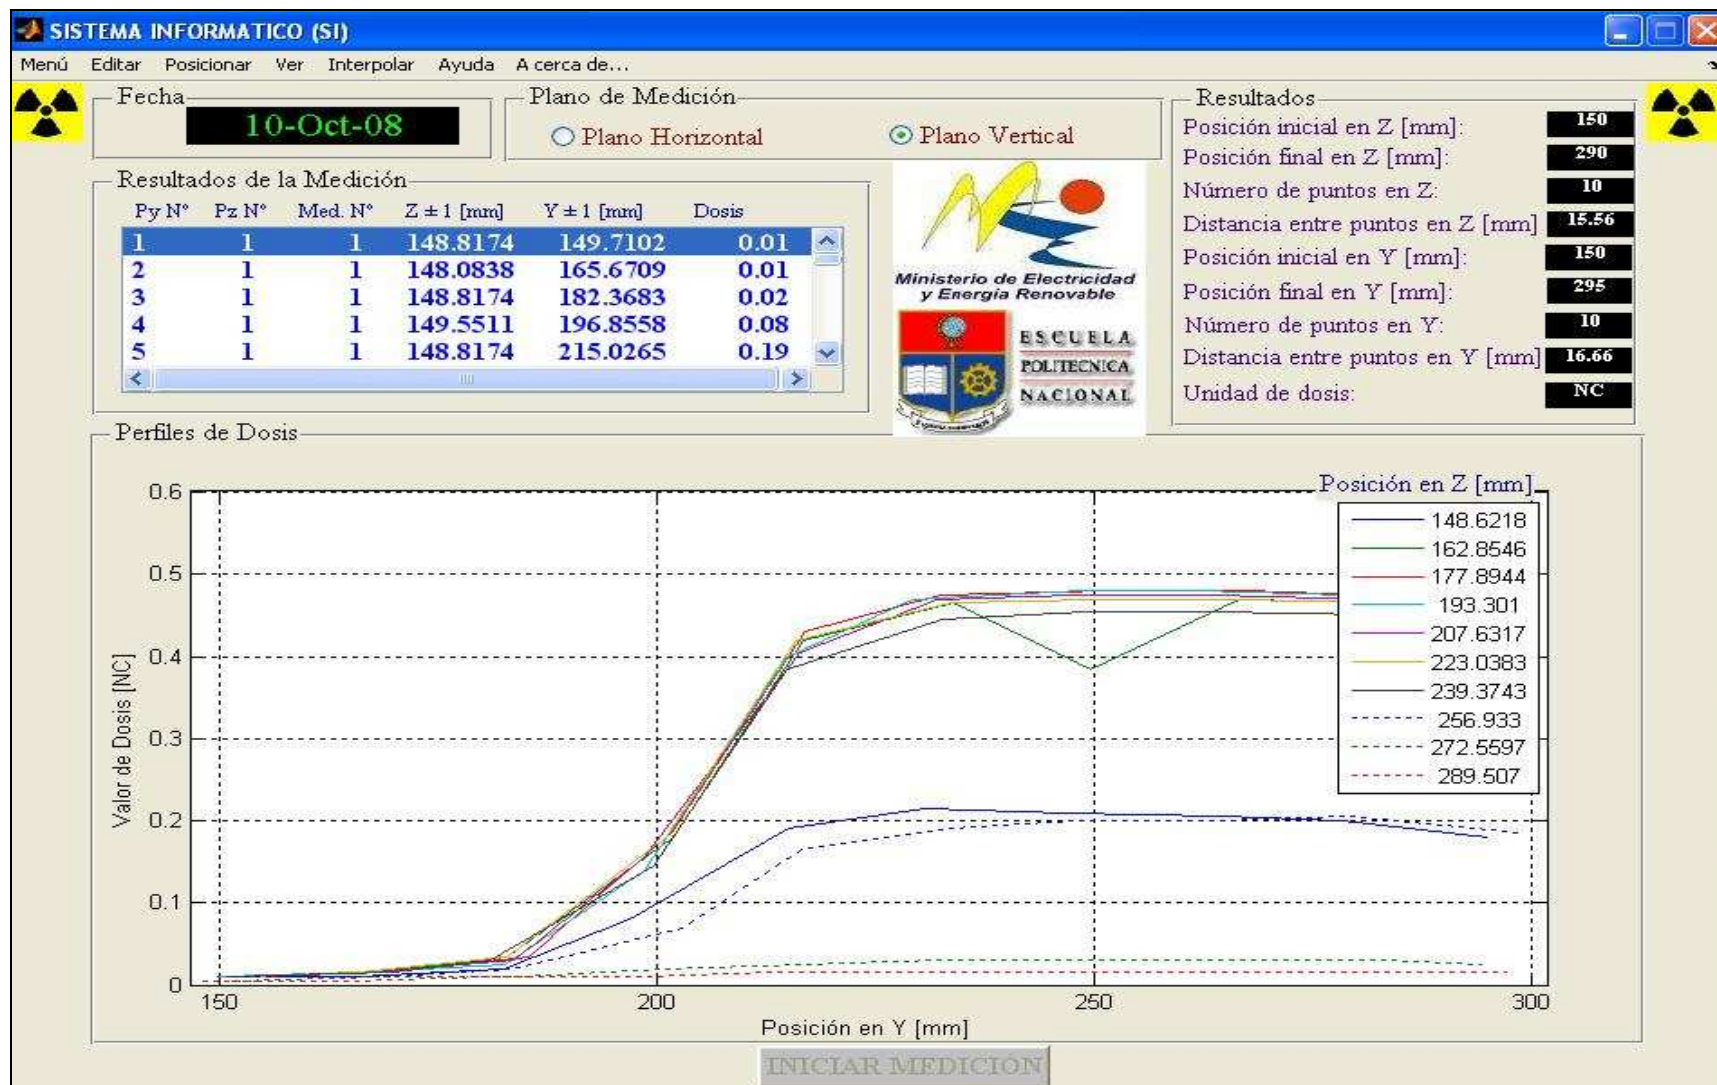 SISTEMA INFORMATICO (SI)
Menú Editar Posicionar Ver Interpolar Ayuda A cerca de...
Fecha
10-Oct-08
Plano de Medición
Plano Horizontal Plano Vertical
Resultados de la Medición
Py N° Pz N° Med. N° Z ± 1 [mm] Y ± 1 [mm] Dosis
1 1 1 148.8174 149.7102 0.01
2 1 1 148.0838 165.6709 0.01
3 1 1 148.8174 182.3683 0.02
4 1 1 149.5511 196.8558 0.08
5 1 1 148.8174 215.0265 0.19
Ministerio de Electricidad
y Energía Renovable
ESCUELA
POLITECNICA
NACIONAL
Resultados
Posición inicial en Z [mm]: 150
Posición final en Z [mm]: 290
Número de puntos en Z: 10
Distancia entre puntos en Z [mm] 15.56
Posición inicial en Y [mm]: 150
Posición final en Y [mm]: 295
Número de puntos en Y: 10
Distancia entre puntos en Y [mm] 16.66
Unidad de dosis: NC
Perfiles de Dosis
Posición en Z [mm]
148.6218
162.8546
177.8944
193.301
207.6317
223.0383
239.3743
256.933
272.5597
289.507
Valor de Dosis [NC]
0.6
0.5
0.4
0.3
0.2
0.1
0
150 200 250 300
Posición en Y [mm]
INICIAR MEDICIÓN